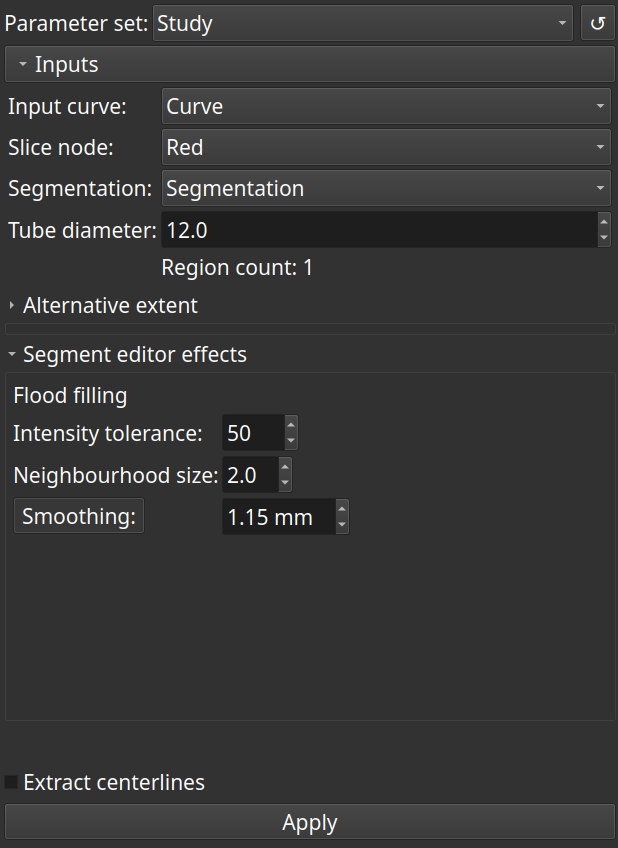 Parameter set: Study ↺
Inputs
Input curve: Curve
Slice node: Red
Segmentation: Segmentation
Tube diameter: 12.0
Region count: 1
Alternative extent
Segment editor effects
Flood filling
Intensity tolerance: 50
Neighbourhood size: 2.0
Smoothing: 1.15 mm
Extract centerlines
Apply